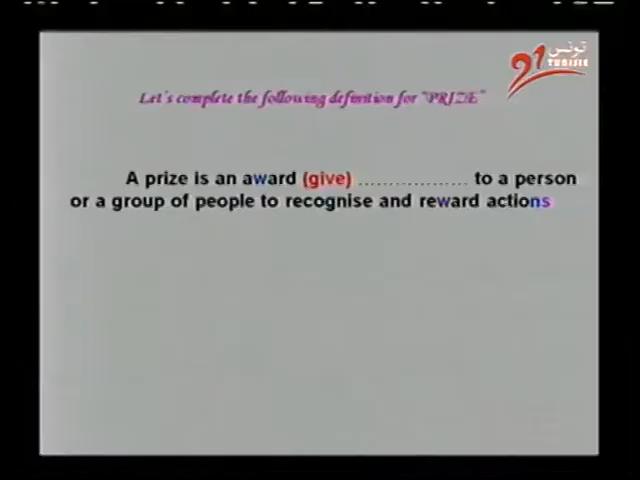 تونس
21
TUNISIE
Let's complete the following definition for "PRIZE"
A prize is an award (give) .................. to a person
or a group of people to recognise and reward actions